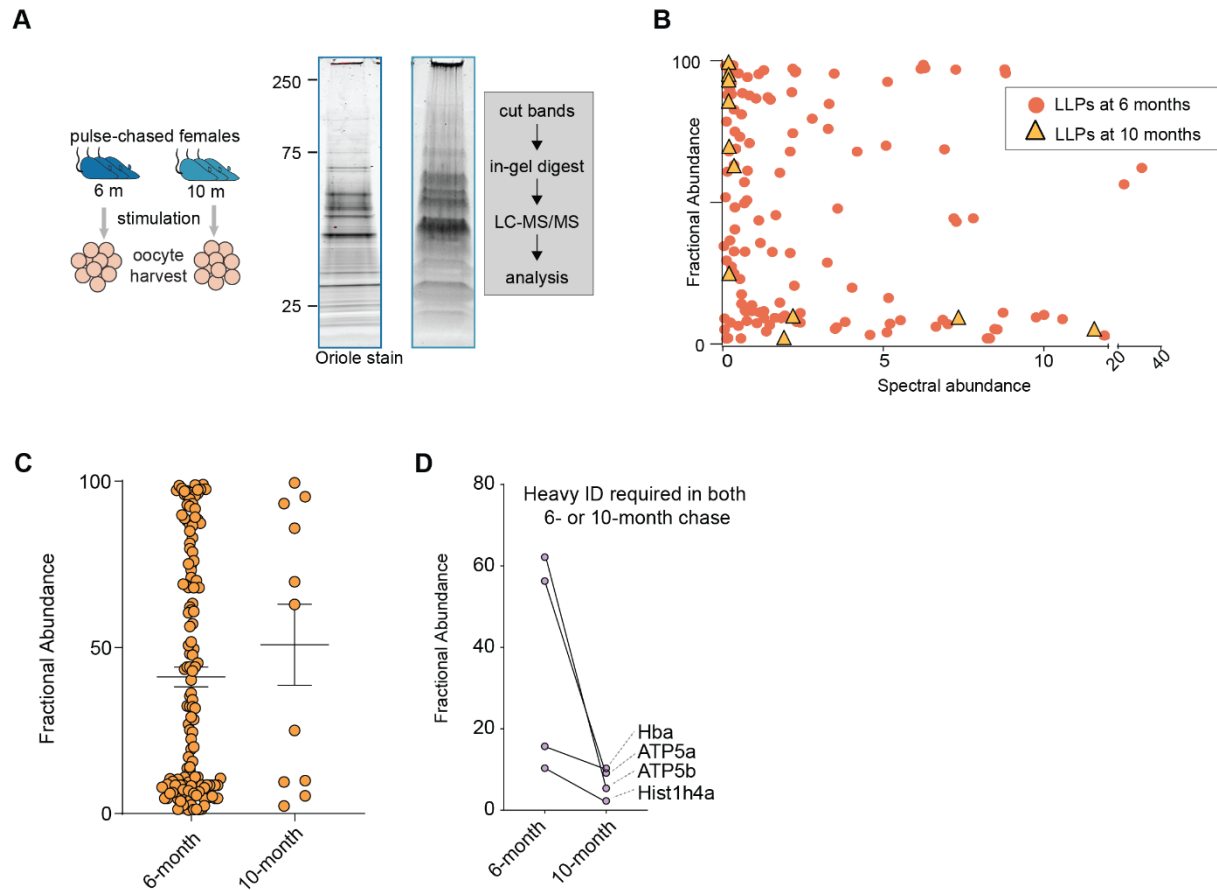 A
pulse-chased females
6 m
10 m
stimulation
oocyte
harvest
250
75
25
Oriole stain
cut bands
in-gel digest
LC-MS/MS
analysis
B
Fractional Abundance
100
0
0
5
10
20
40
Spectral abundance
LLPs at 6 months
LLPs at 10 months
C
Fractional Abundance
100
50
0
6-month
10-month
D
Heavy ID required in both
6- or 10-month chase
Fractional Abundance
80
60
40
20
0
Hba
ATP5a
ATP5b
Hist1h4a
6-month
10-month